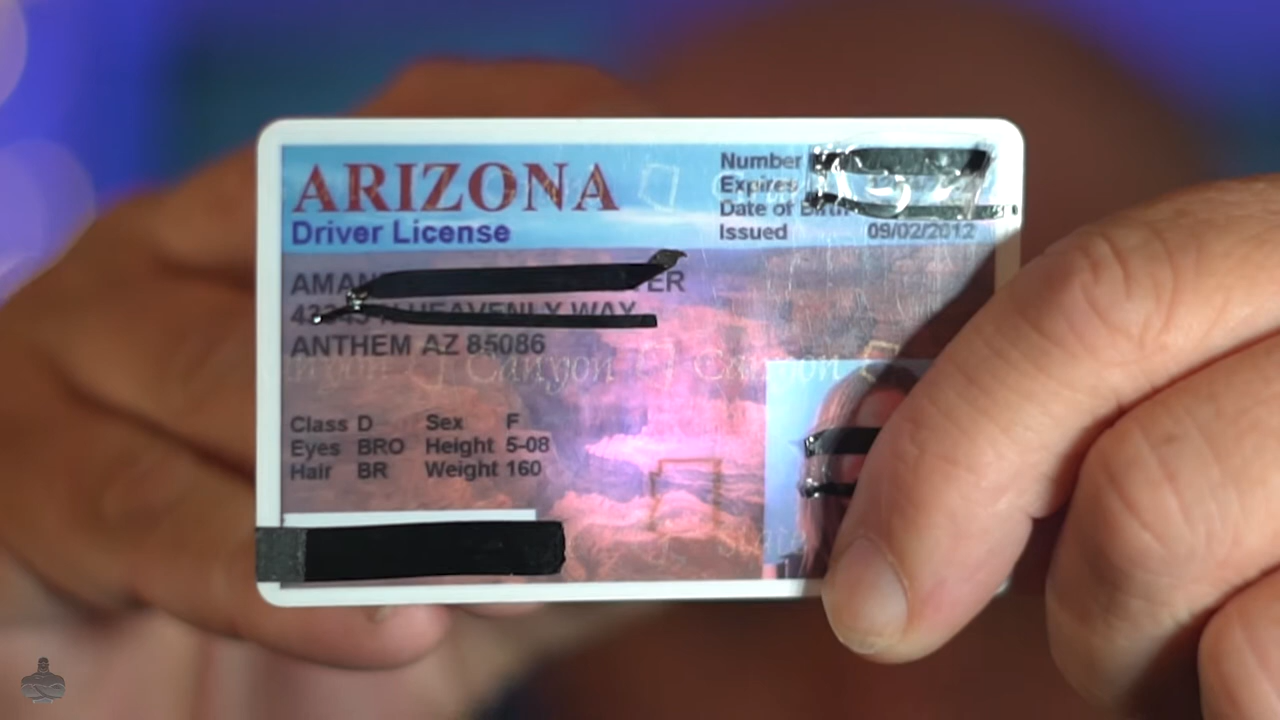 ARIZONA
Driver License
Number
Expires
Date of Birth
Issued 09/02/2012
ANTHEM AZ 85086
Canyon
Class D Sex F
Eyes BRO Height 5-08
Hair BR Weight 160